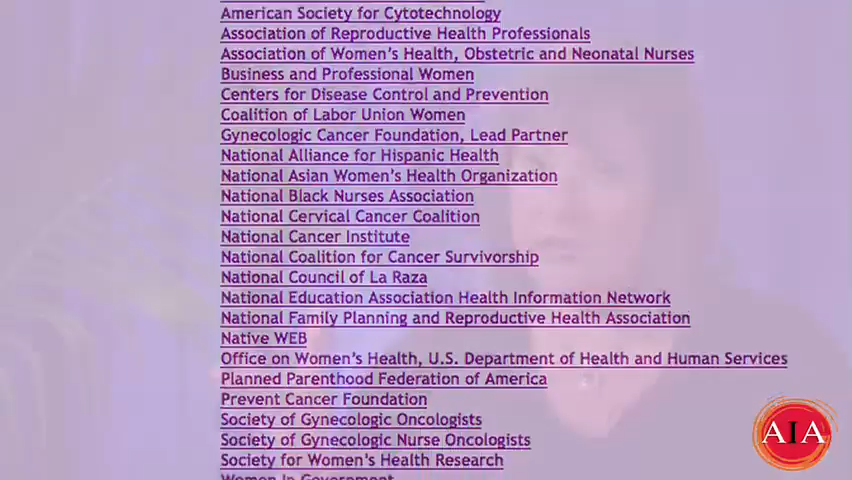 American Society for Cytotechnology
Association of Reproductive Health Professionals
Association of Women's Health, Obstetric and Neonatal Nurses
Business and Professional Women
Centers for Disease Control and Prevention
Coalition of Labor Union Women
Gynecologic Cancer Foundation, Lead Partner
National Alliance for Hispanic Health
National Asian Women's Health Organization
National Black Nurses Association
National Cervical Cancer Coalition
National Cancer Institute
National Coalition for Cancer Survivorship
National Council of La Raza
National Education Association Health Information Network
National Family Planning and Reproductive Health Association
Native WEB
Office on Women's Health, U.S. Department of Health and Human Services
Planned Parenthood Federation of America
Prevent Cancer Foundation
Society of Gynecologic Oncologists
Society of Gynecologic Nurse Oncologists
Society for Women's Health Research
Women In Government
AIA